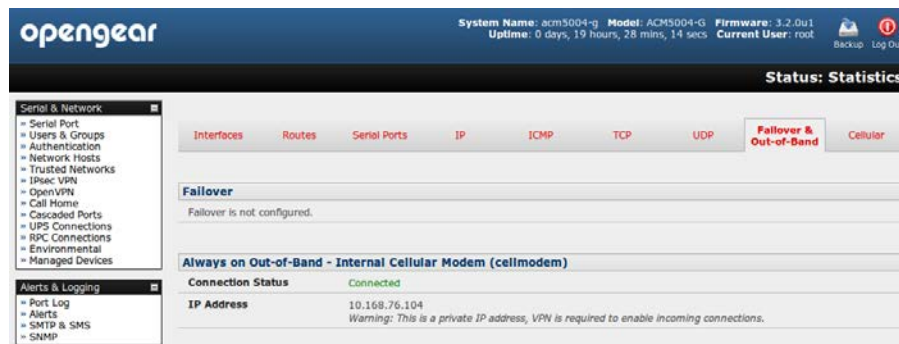 opengear
System Name: acm5004-g Model: ACM5004-G Firmware: 3.2.0u1
Uptime: 0 days, 19 hours, 28 mins, 14 secs Current User: root
Backup Log Ou
Status: Statistics
Serial & Network
Serial Port
Users & Groups
Authentication
Network Hosts
Trusted Networks
IPsec VPN
OpenVPN
Call Home
Cascaded Ports
UPS Connections
RPC Connections
Environmental
Managed Devices
Alerts & Logging
Port Log
Alerts
SMTP & SMS
SNMP
Interfaces Routes Serial Ports IP ICMP TCP UDP Failover & Out-of-Band Cellular
Failover
Failover is not configured.
Always on Out-of-Band - Internal Cellular Modem (cellmodem)
Connection Status Connected
IP Address 10.168.76.104
Warning: This is a private IP address, VPN is required to enable incoming connections.